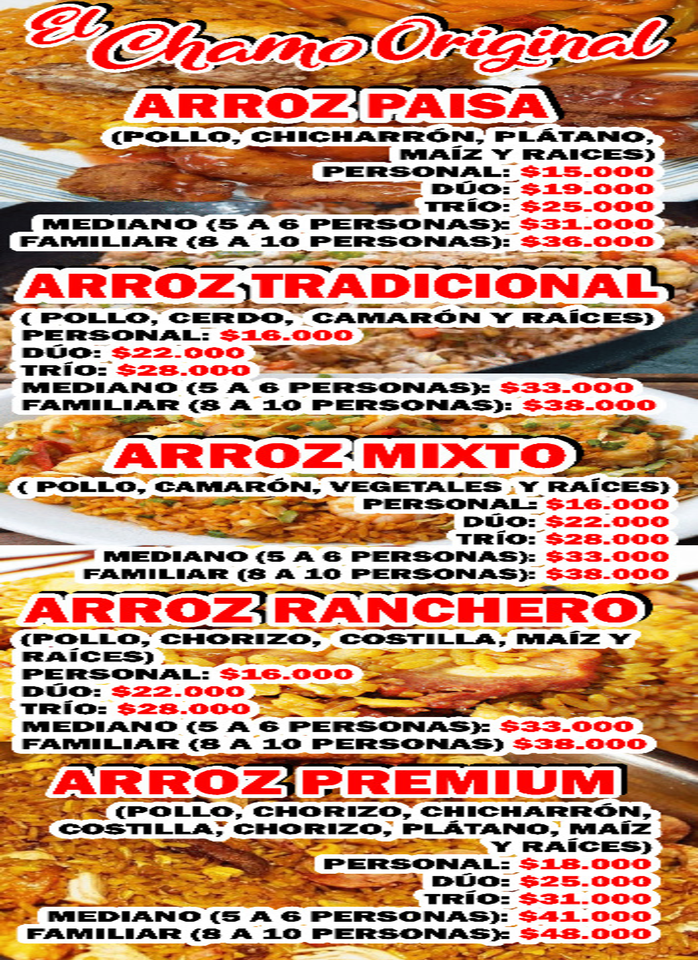 El Chamo Original
ARROZ PAISA
(POLLO, CHICHARRÓN, PLÁTANO,
MAÍZ Y RAICES)
PERSONAL: $15.000
DÚO: $19.000
TRÍO: $25.000
MEDIANO (5 A 6 PERSONAS): $31.000
FAMILIAR (8 A 10 PERSONAS): $36.000
ARROZ TRADICIONAL
( POLLO, CERDO, CAMARÓN Y RAÍCES)
PERSONAL: $16.000
DÚO: $22.000
TRÍO: $28.000
MEDIANO (5 A 6 PERSONAS): $33.000
FAMILIAR (8 A 10 PERSONAS): $38.000
ARROZ MIXTO
( POLLO, CAMARÓN, VEGETALES Y RAÍCES)
PERSONAL: $16.000
DÚO: $22.000
TRÍO: $28.000
MEDIANO (5 A 6 PERSONAS): $33.000
FAMILIAR (8 A 10 PERSONAS): $38.000
ARROZ RANCHERO
(POLLO, CHORIZO, COSTILLA, MAÍZ Y
RAÍCES)
PERSONAL: $16.000
DÚO: $22.000
TRÍO: $28.000
MEDIANO (5 A 6 PERSONAS): $33.000
FAMILIAR (8 A 10 PERSONAS) $38.000
ARROZ PREMIUM
(POLLO, CHORIZO, CHICHARRÓN,
COSTILLA, CHORIZO, PLÁTANO, MAÍZ
Y RAÍCES)
PERSONAL: $18.000
DÚO: $25.000
TRÍO: $31.000
MEDIANO (5 A 6 PERSONAS): $41.000
FAMILIAR (8 A 10 PERSONAS): $48.000